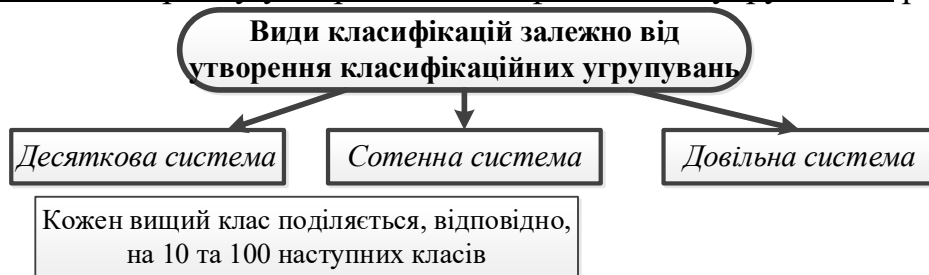 Види класифікацій залежно від
утворення класифікаційних угрупувань
Десяткова система
Сотенна система
Довільна система
Кожен вищий клас поділяється, відповідно,
на 10 та 100 наступних класів